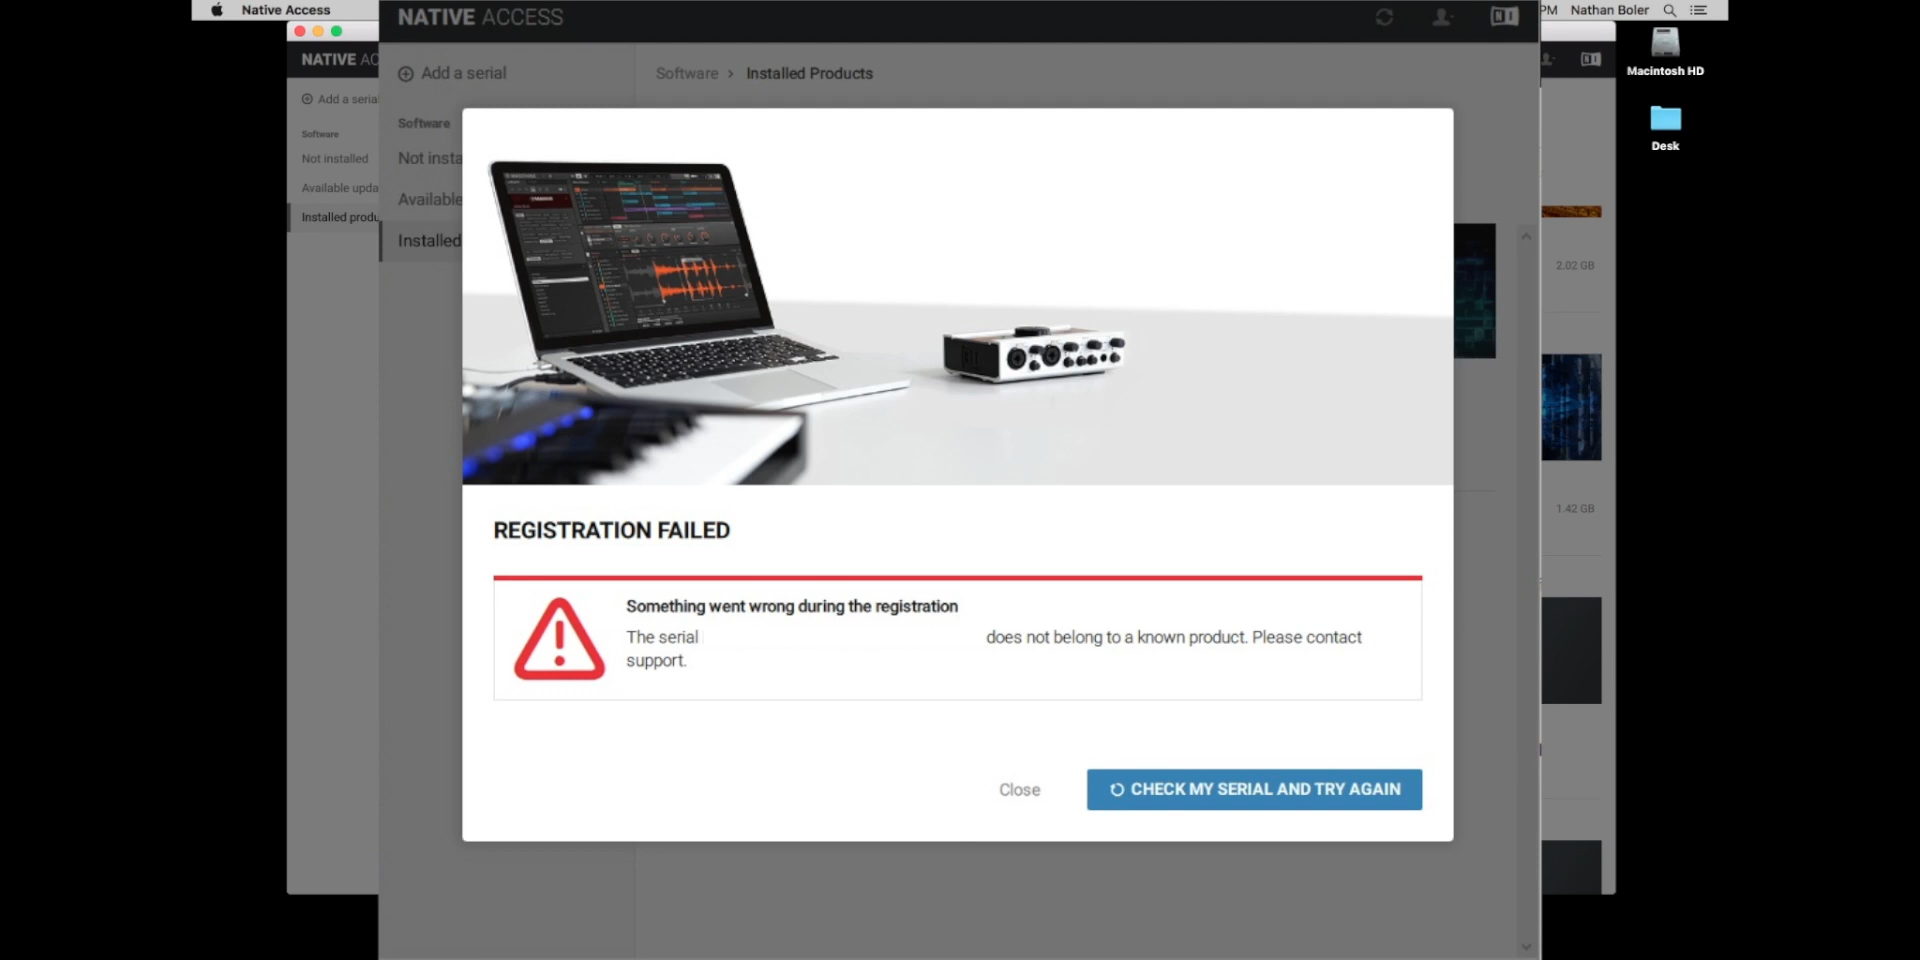 Native Access
PM Nathan Boler
NATIVE ACCESS
NATIVE AC
Macintosh HD
Desk
Add a serial
Software › Installed Products
Add a seria
Software
Not insta
Available
Installed
Software
Not installed
Available upda
Installed produ
2.02 GB
1.42 GB
REGISTRATION FAILED
Something went wrong during the registration
The serial does not belong to a known product. Please contact
support.
Close
CHECK MY SERIAL AND TRY AGAIN